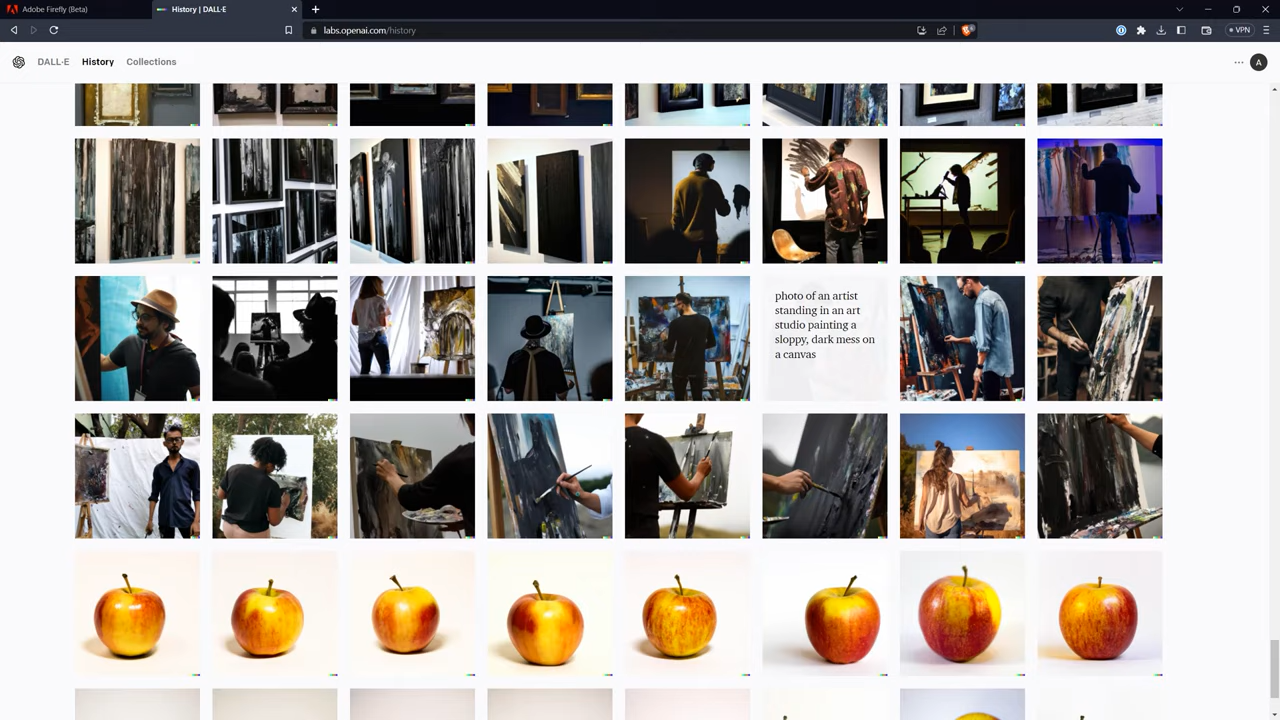 Adobe Firefly (Beta)
History | DALL·E
labs.openai.com/history
VPN
DALL·E
History
Collections
A
photo of an artist
standing in an art
studio painting a
sloppy, dark mess on
a canvas